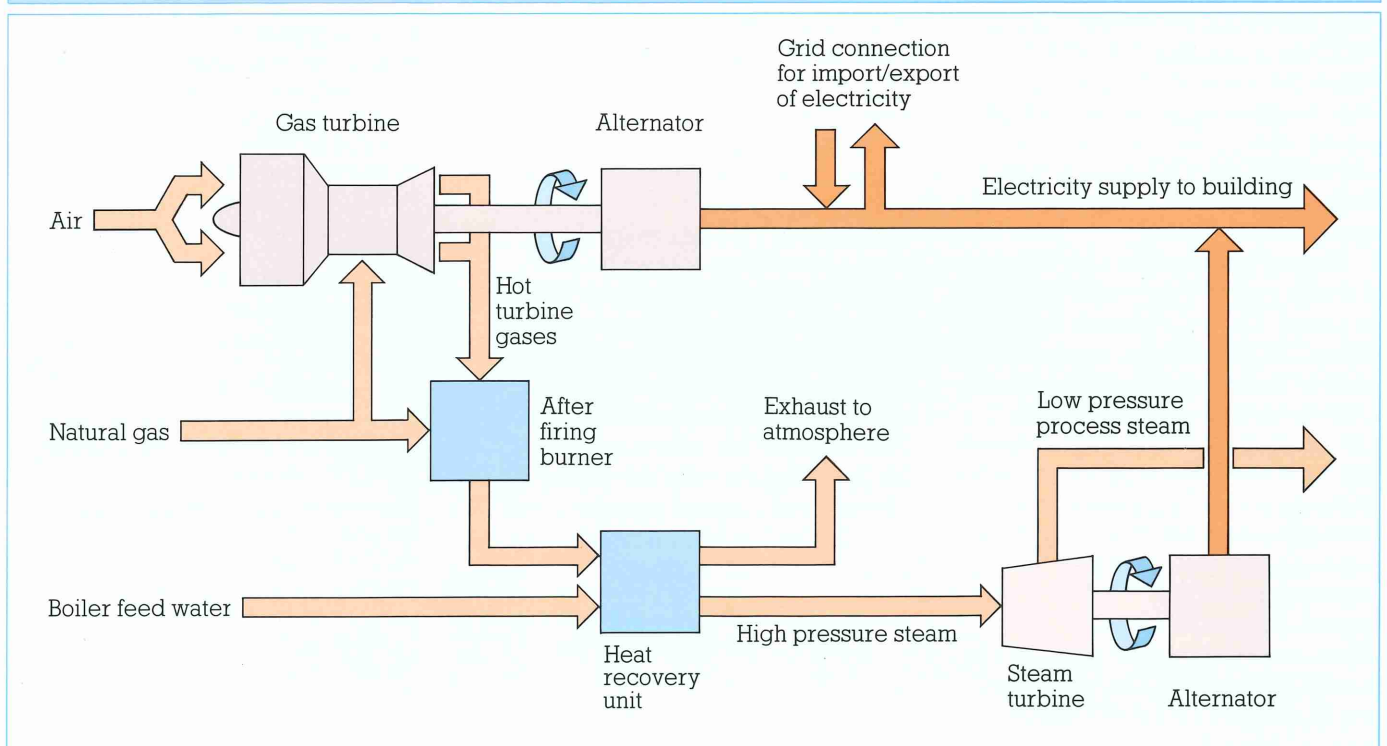 Grid connection
for import/export
of electricity
Gas turbine
Alternator
Electricity supply to building
Air
Hot
turbine
gases
Natural gas
After
firing
burner
Exhaust to
atmosphere
Low pressure
process steam
Boiler feed water
High pressure steam
Heat
recovery
unit
Steam
turbine
Alternator